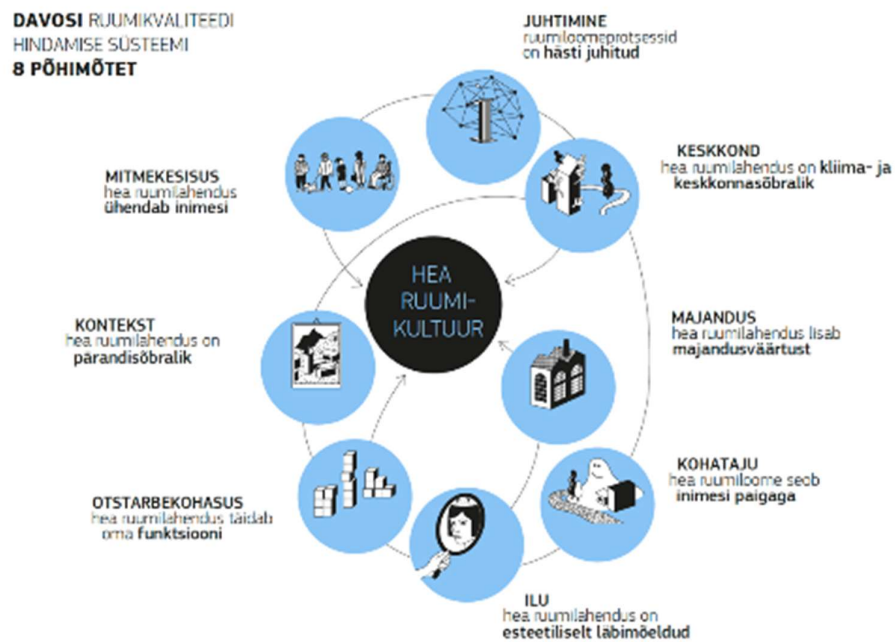 DAVOSI RUUMIKVALITEEDI
HINDAMISE SÜSTEEMI
8 PÕHIMÕTET
JUHTIMINE
ruumiloomeprotsessid
on hästi juhitud
KESKKOND
hea ruumilahendus on kliima- ja
keskkonnasõbralik
MITMEKESISUS
hea ruumilahendus
ühendab inimesi
HEA
RUUMI-
KULTUUR
KONTEKST
hea ruumilahendus on
pärandisõbralik
MAJANDUS
hea ruumilahendus lisab
majandusväärtust
KOHATAJU
hea ruumiloome seob
inimesi paigaga
OTSTARBEKOHASUS
hea ruumilahendus täidab
oma funktsiooni
ILU
hea ruumilahendus on
esteetiliselt läbimõeldud